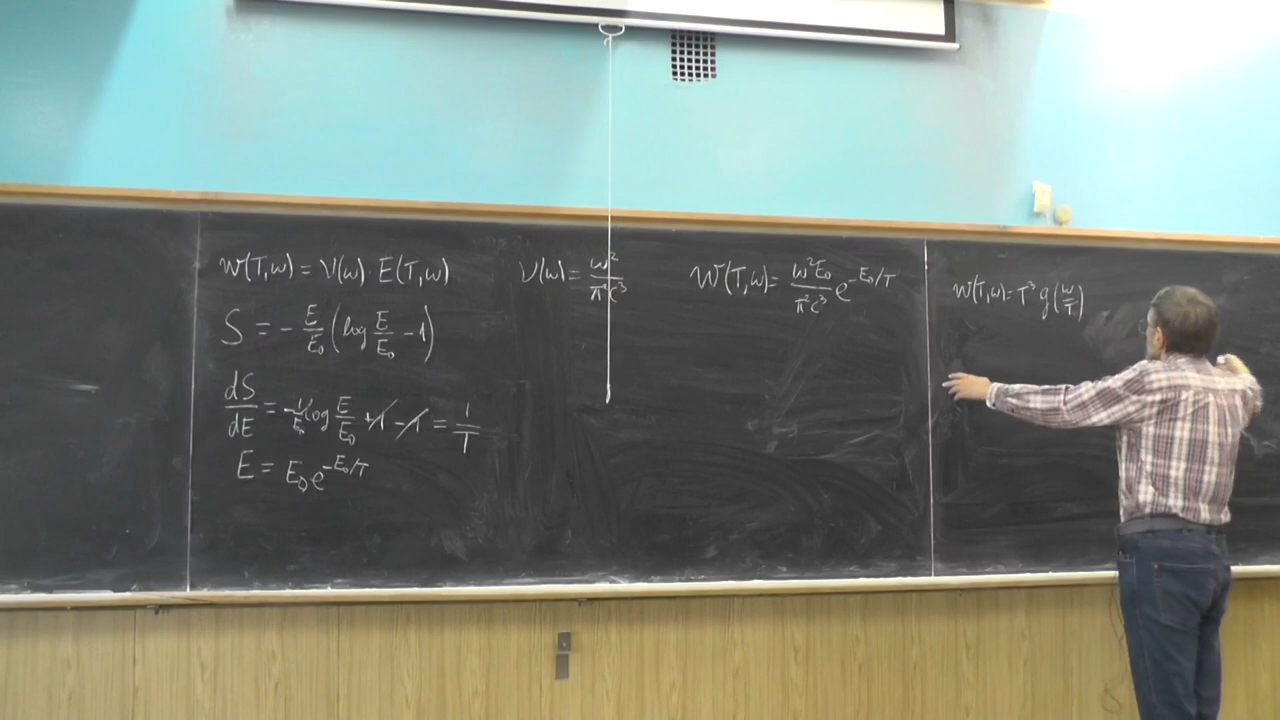 W(T,ω) = ν(ω) E(T,ω)
S = - E/E₀ (log E/E₀ - 1)
dS/dE = -1/E₀ log E/E₀ + 1 - 1 = 1/T
E = E₀ e^{-E₀/T}
ν(ω) = ω²/π²c³
W(T,ω) = ω²E₀/π²c³ e^{-E₀/T}
W(T,ω) = T³ g(ω/T)